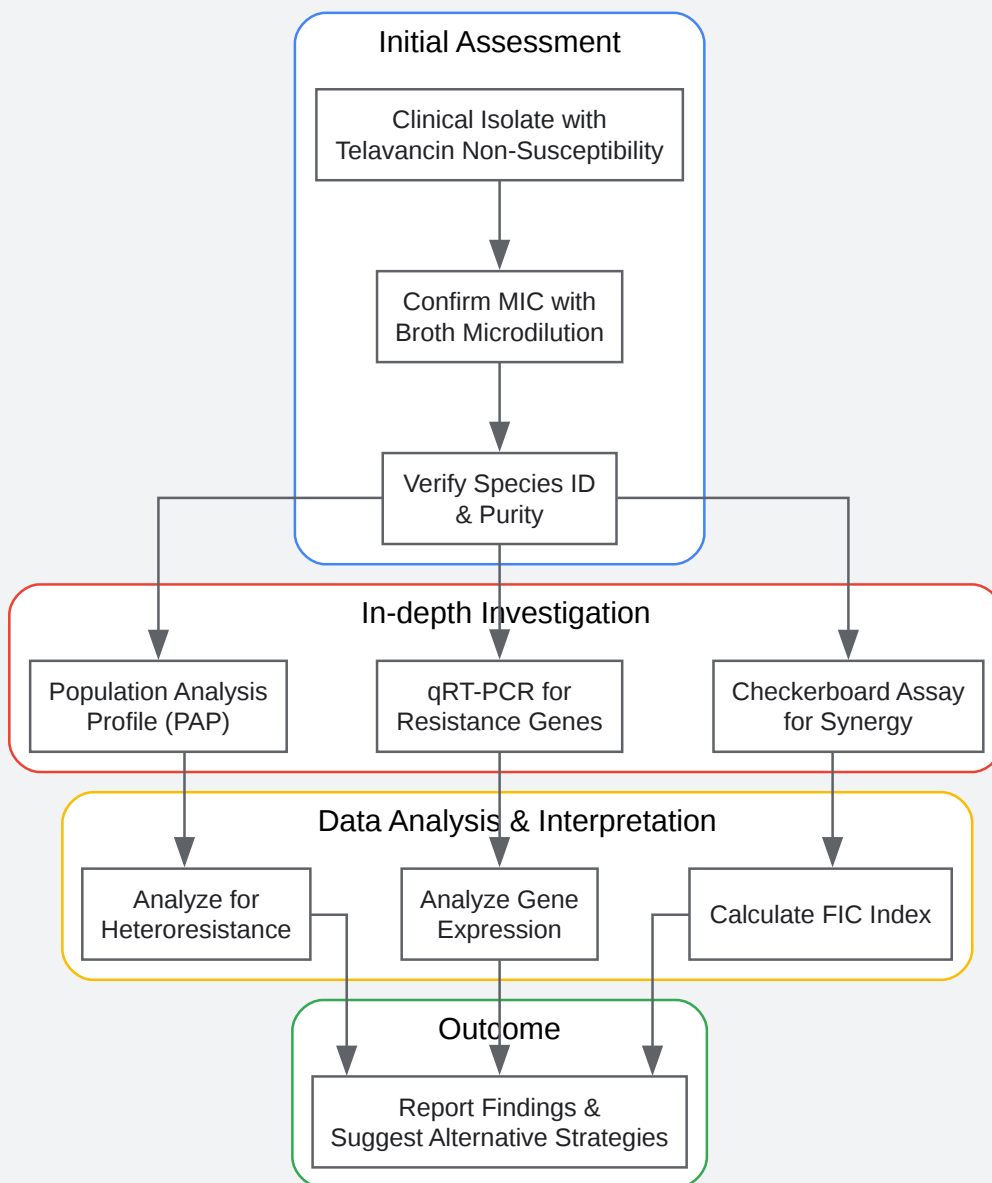 Initial Assessment
Clinical Isolate with
Telavancin Non-Susceptibility
Confirm MIC with
Broth Microdilution
Verify Species ID
& Purity
In-depth Investigation
Population Analysis
Profile (PAP)
qRT-PCR for
Resistance Genes
Checkerboard Assay
for Synergy
Data Analysis & Interpretation
Analyze for
Heteroresistance
Analyze Gene
Expression
Calculate FIC Index
Outcome
Report Findings &
Suggest Alternative Strategies